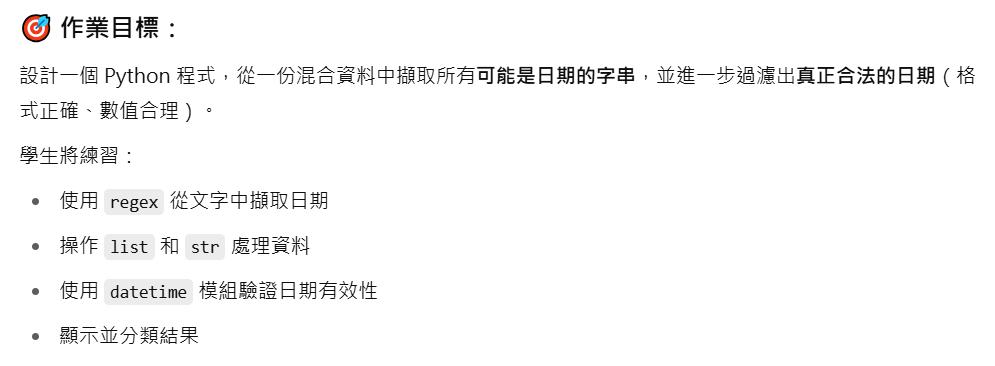 🎯 作業目標：
設計一個 Python 程式，從一份混合資料中擷取所有可能是日期的字串，並進一步過濾出真正合法的日期（格
式正確、數值合理）。
學生將練習：
• 使用 regex 從文字中擷取日期
• 操作 list 和 str 處理資料
• 使用 datetime 模組驗證日期有效性
• 顯示並分類結果